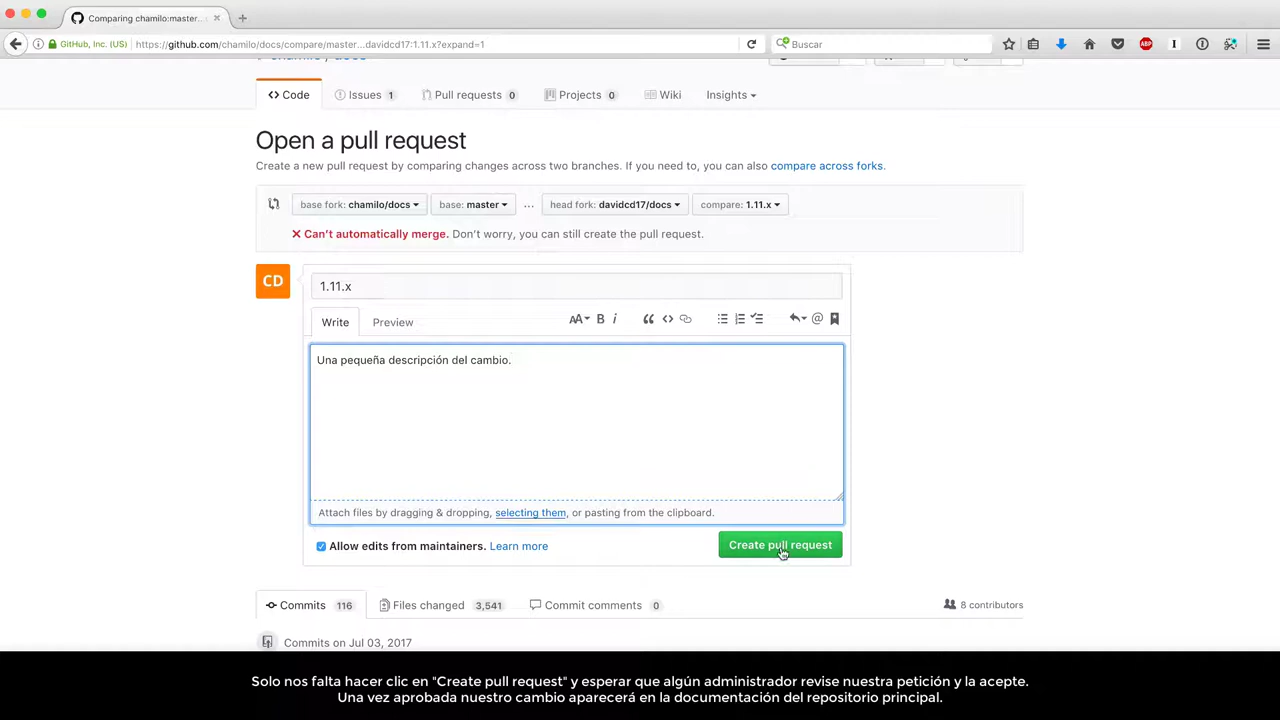 Comparing chamilo:master...
GitHub, Inc. (US) https://github.com/chamilo/docs/compare/master...davidcd17:1.11.x?expand=1 Buscar
chamilo / docs
Code Issues 1 Pull requests 0 Projects 0 Wiki Insights
Open a pull request
Create a new pull request by comparing changes across two branches. If you need to, you can also compare across forks.
base fork: chamilo/docs base: master ... head fork: davidcd17/docs compare: 1.11.x
Can’t automatically merge. Don’t worry, you can still create the pull request.
CD
1.11.x
Write Preview AA B i
Una pequeña descripción del cambio.
Attach files by dragging & dropping, selecting them, or pasting from the clipboard.
Allow edits from maintainers. Learn more Create pull request
Commits 116 Files changed 3,541 Commit comments 0 8 contributors
Commits on Jul 03, 2017
Solo nos falta hacer clic en "Create pull request" y esperar que algún administrador revise nuestra petición y la acepte.
Una vez aprobada nuestro cambio aparecerá en la documentación del repositorio principal.